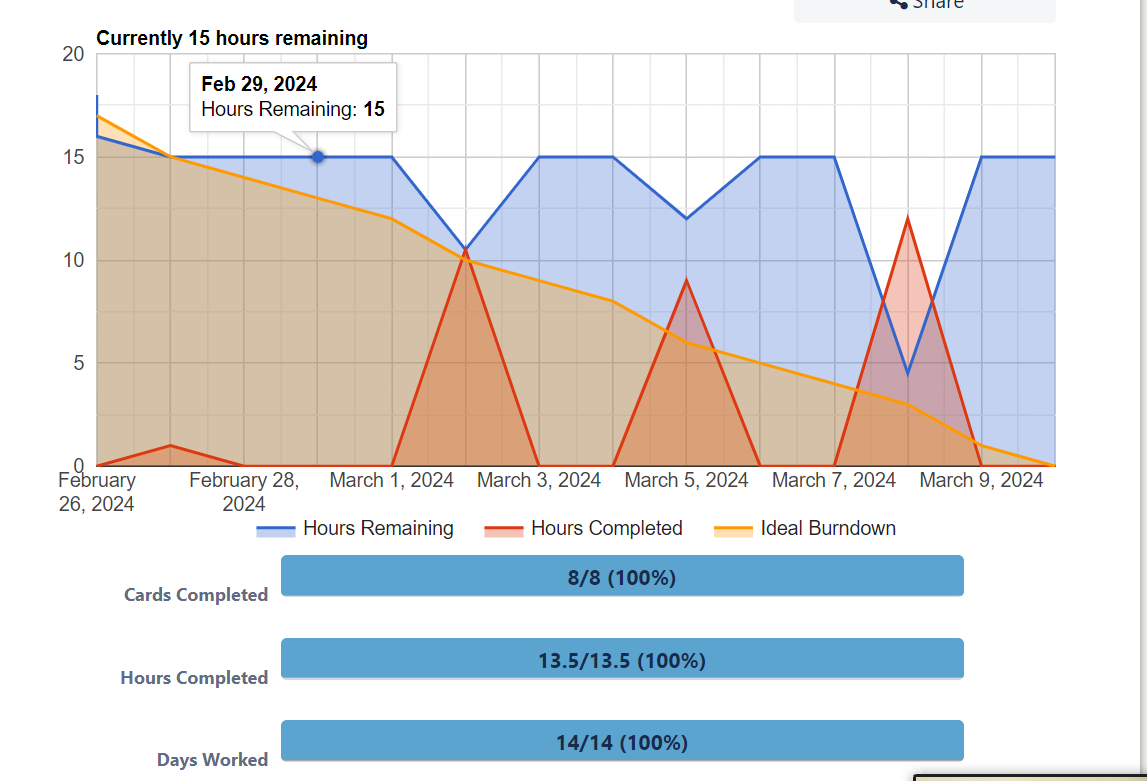 Share
Currently 15 hours remaining
20
Feb 29, 2024
Hours Remaining: 15
15
10
5
0
February 26, 2024
February 28, 2024
March 1, 2024
March 3, 2024
March 5, 2024
March 7, 2024
March 9, 2024
Hours Remaining
Hours Completed
Ideal Burndown
Cards Completed
8/8 (100%)
Hours Completed
13.5/13.5 (100%)
Days Worked
14/14 (100%)